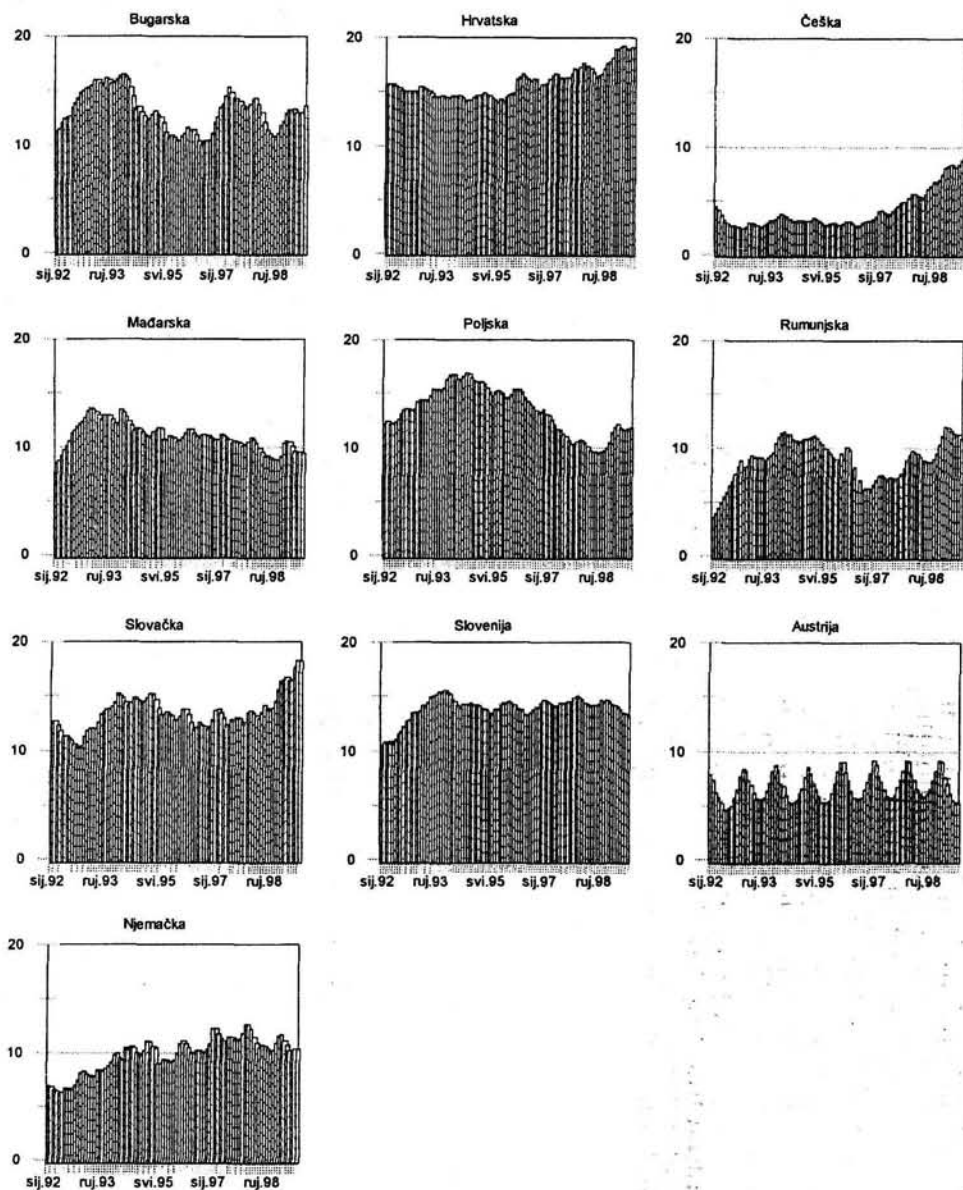 Bugarska Hrvatska Češka
20 20 20
10 10 10
0 0 0
sij.92 ruj.93 svi.95 sij.97 ruj.98 sij.92 ruj.93 svi.95 sij.97 ruj.98 sij.92 ruj.93 svi.95 sij.97 ruj.98
Mađarska Poljska Rumunjska
20 20 20
10 10 10
0 0 0
sij.92 ruj.93 svi.95 sij.97 ruj.98 sij.92 ruj.93 svi.95 sij.97 ruj.98 sij.92 ruj.93 svi.95 sij.97 ruj.98
Slovačka Slovenija Austrija
20 20 20
10 10 10
0 0 0
sij.92 ruj.93 svi.95 sij.97 ruj.98 sij.92 ruj.93 svi.95 sij.97 ruj.98 sij.92 ruj.93 svi.95 sij.97 ruj.98
Njemačka
20
10
0
sij.92 ruj.93 svi.95 sij.97 ruj.98